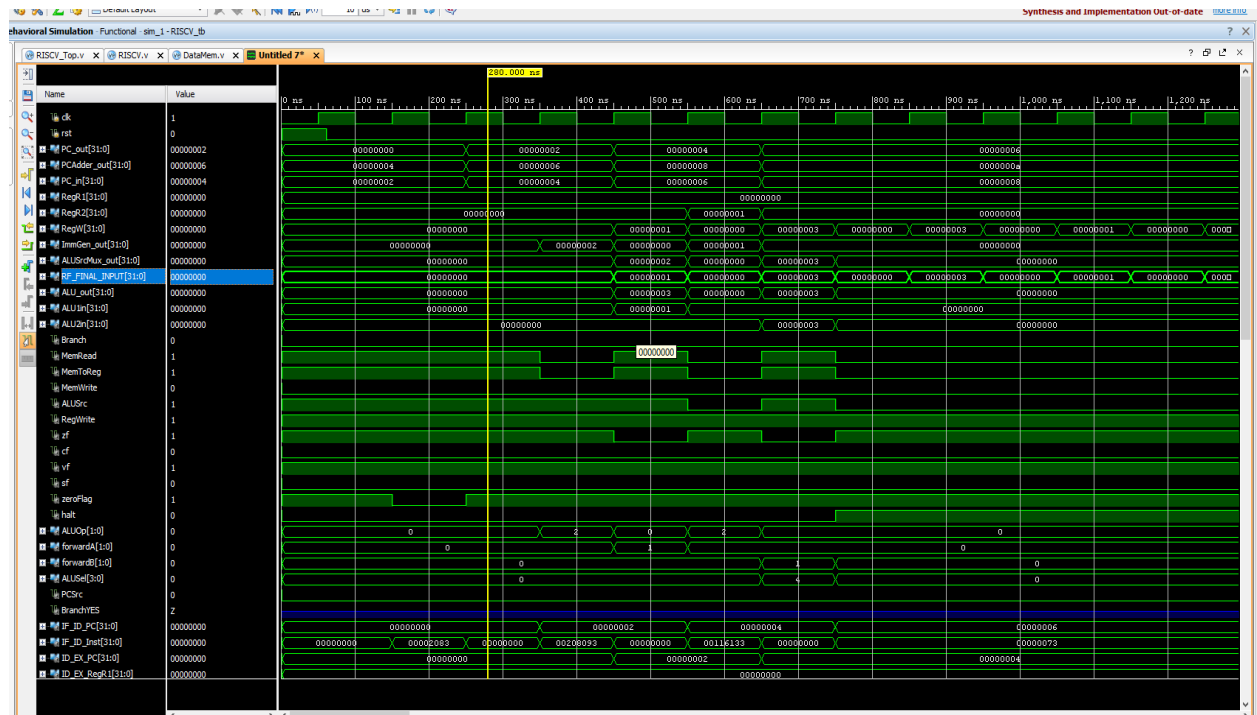 Default Layout 10 us
Synthesis and Implementation Out-of-date more info
ehavioral Simulation - Functional - sim_1 - RISCV_tb ? X
RISCV_Top.v X RISCV.v X DataMem.v X Untitled 7* X
280.000 ns
Name Value
0 ns 100 ns 200 ns 300 ns 400 ns 500 ns 600 ns 700 ns 800 ns 900 ns 1,000 ns 1,100 ns 1,200 ns
clk 1
rst 0
PC_out[31:0] 00000002 00000000 00000002 00000004 00000006
PCAdder_out[31:0] 00000006 00000004 00000006 00000008 0000000a
PC_in[31:0] 00000004 00000002 00000004 00000006 00000008
RegR1[31:0] 00000000 00000000
RegR2[31:0] 00000000 00000000 00000001 00000000
RegW[31:0] 00000000 00000000 00000001 00000000 00000003 00000000 00000003 00000000 00000001 00000000 000
ImmGen_out[31:0] 00000000 00000000 00000002 00000000 00000001 00000000
ALUSrcMux_out[31:0] 00000000 00000000 00000002 00000000 00000003 00000000
RF_FINAL_INPUT[31:0] 00000000 00000000 00000001 00000000 00000003 00000000 00000003 00000000 00000001 00000000 000
ALU_out[31:0] 00000000 00000000 00000003 00000000 00000003 00000000
ALU1in[31:0] 00000000 00000000 00000001 00000000
ALU2in[31:0] 00000000 00000000 00000003 00000000
Branch 0
MemRead 1 00000000
MemToReg 1
MemWrite 0
ALUSrc 1
RegWrite 1
zf 1
cf 0
vf 1
sf 0
zeroFlag 1
halt 0
ALUOp[1:0] 0 0 2 0 2 0
forwardA[1:0] 0 0 1 0
forwardB[1:0] 0 0 1 0
ALUSel[3:0] 0 0 4 0
PCSrc 0
BranchYES Z
IF_ID_PC[31:0] 00000000 00000000 00000002 00000004 00000006
IF_ID_Inst[31:0] 00000000 00000000 00002083 00000000 00208093 00000000 00116133 00000000 00000073
ID_EX_PC[31:0] 00000000 00000000 00000002 00000004
ID_EX_RegR1[31:0] 00000000 00000000